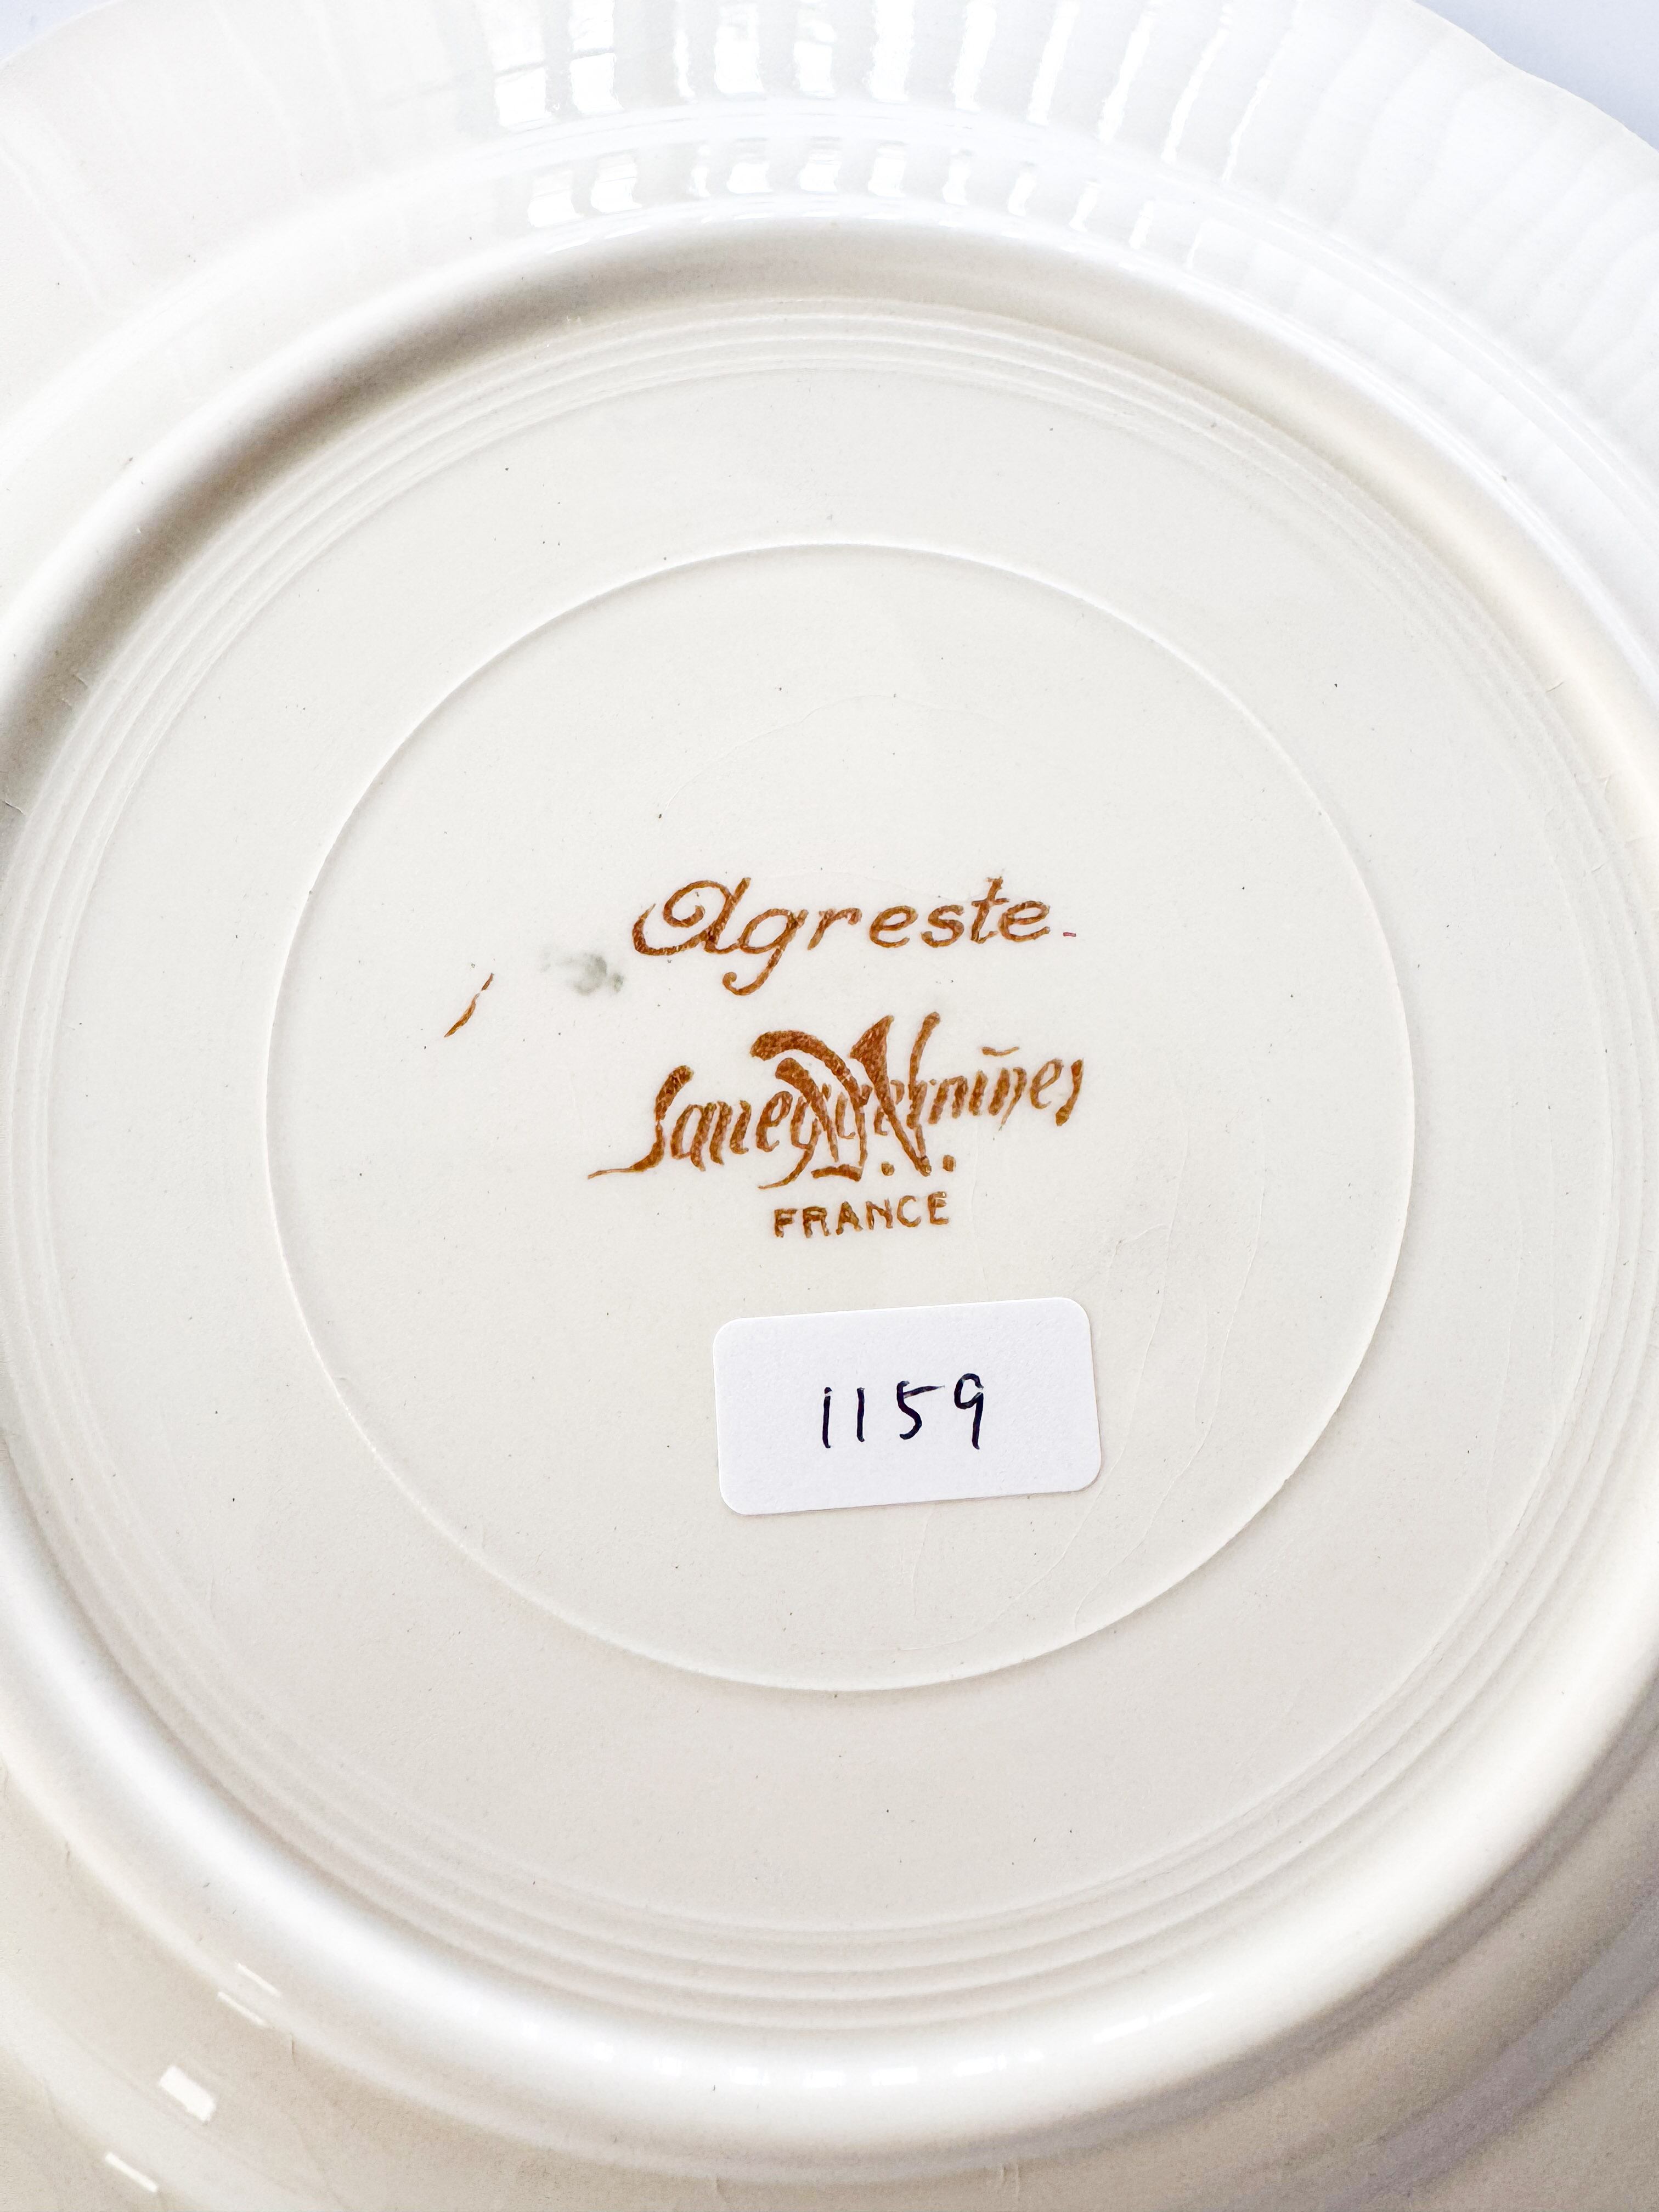 Agreste
Sarreguemines
FRANCE
1159